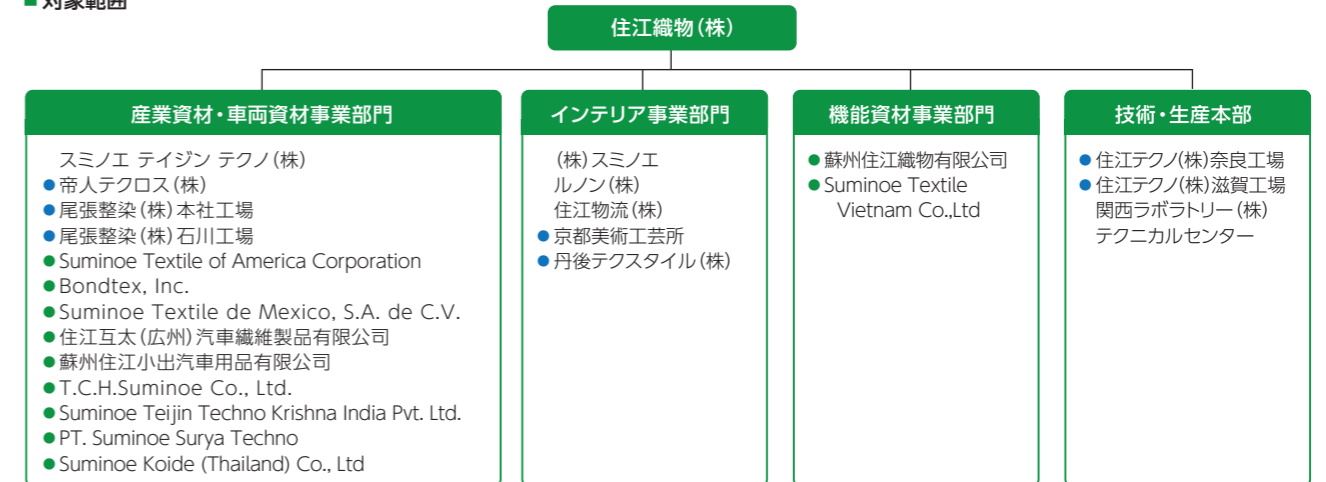 ■対象範囲
住江織物(株)
産業資材・車両資材事業部門
スミノエ テイジン テクノ(株)
●帝人テクロス(株)
●尾張整染(株)本社工場
●尾張整染(株)石川工場
●Suminoe Textile of America Corporation
●Bondtex, Inc.
●Suminoe Textile de Mexico, S.A. de C.V.
●住江互太(広州)汽車繊維製品有限公司
●蘇州住江小出汽車用品有限公司
●T.C.H.Suminoe Co., Ltd.
●Suminoe Teijin Techno Krishna India Pvt. Ltd.
●PT. Suminoe Surya Techno
●Suminoe Koide (Thailand) Co., Ltd
インテリア事業部門
(株)スミノエ
ルノン(株)
住江物流(株)
●京都美術工芸所
●丹後テクスタイル(株)
機能資材事業部門
●蘇州住江織物有限公司
●Suminoe Textile
Vietnam Co.,Ltd
技術・生産本部
●住江テクノ(株)奈良工場
●住江テクノ(株)滋賀工場
関西ラボラトリー(株)
テクニカルセンター